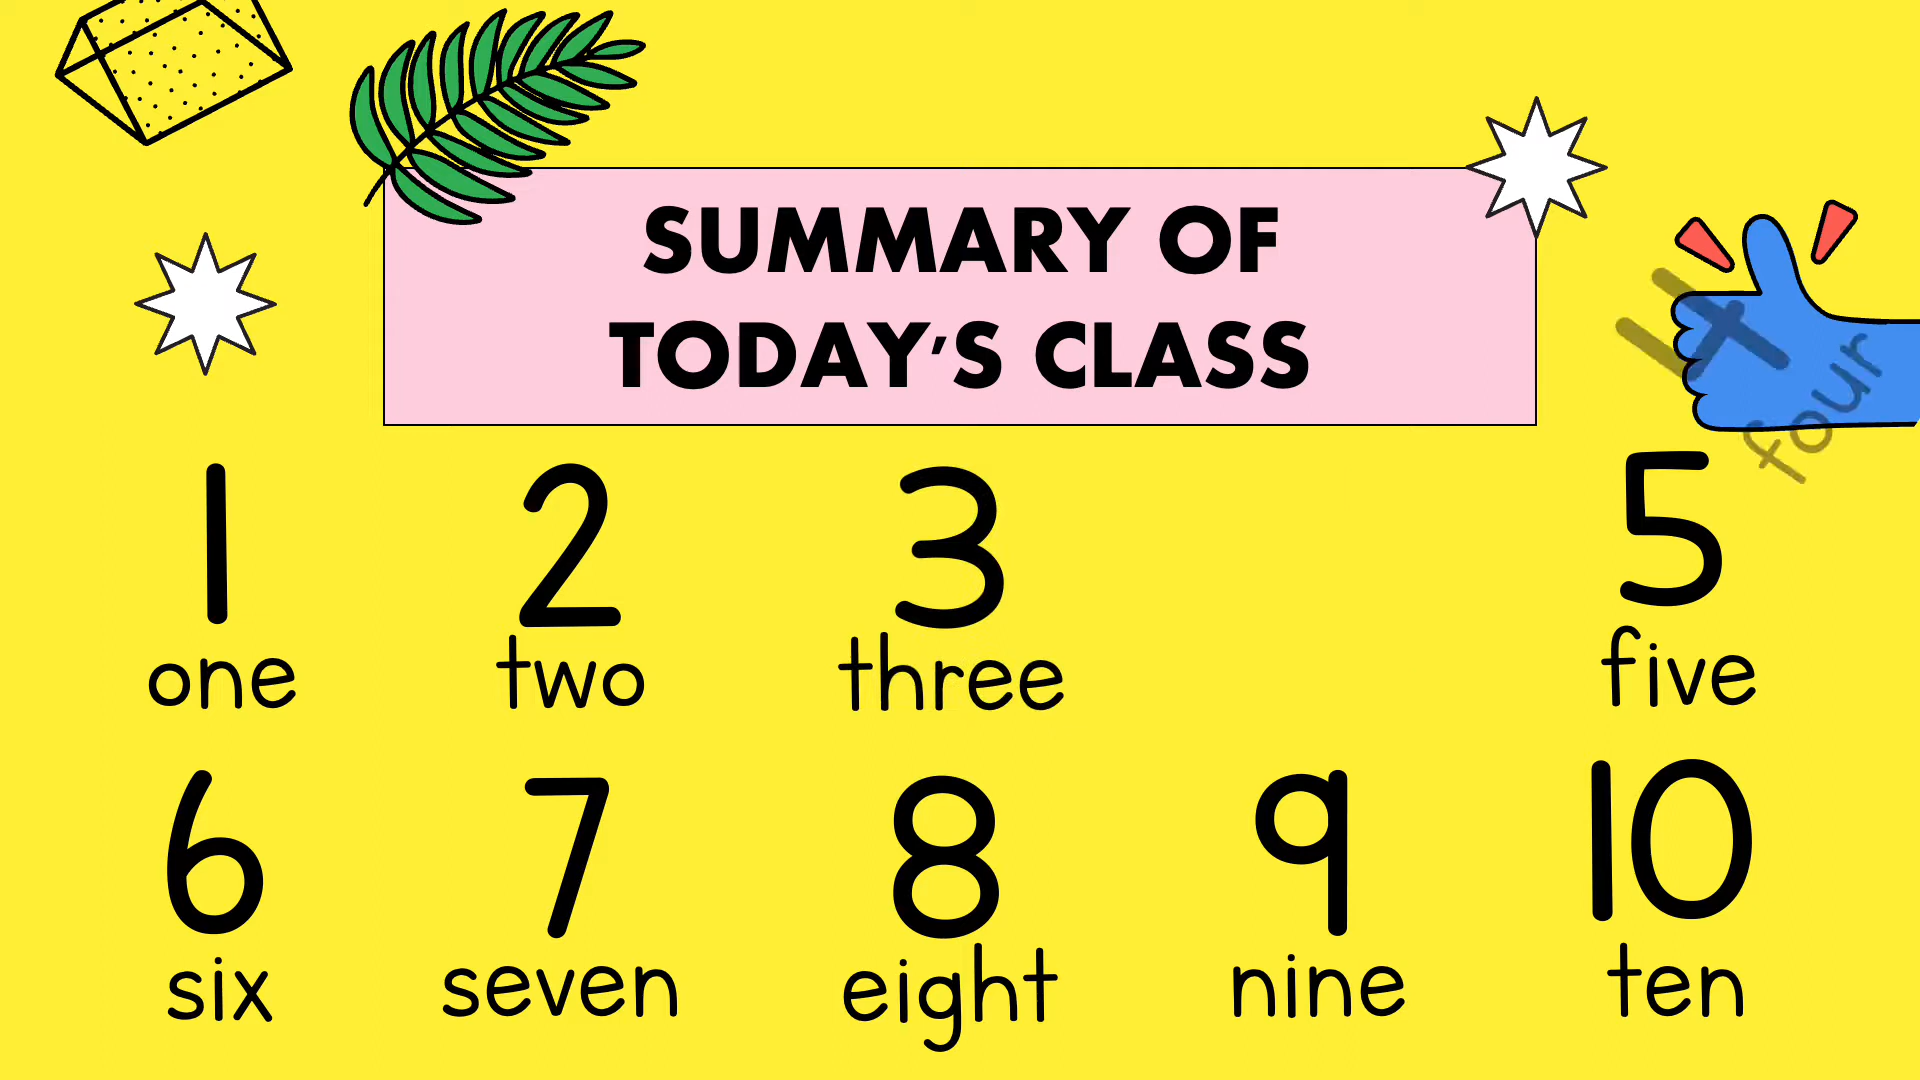 SUMMARY OF
TODAY'S CLASS
1 2 3 4 5
one two three four five
6 7 8 9 10
six seven eight nine ten